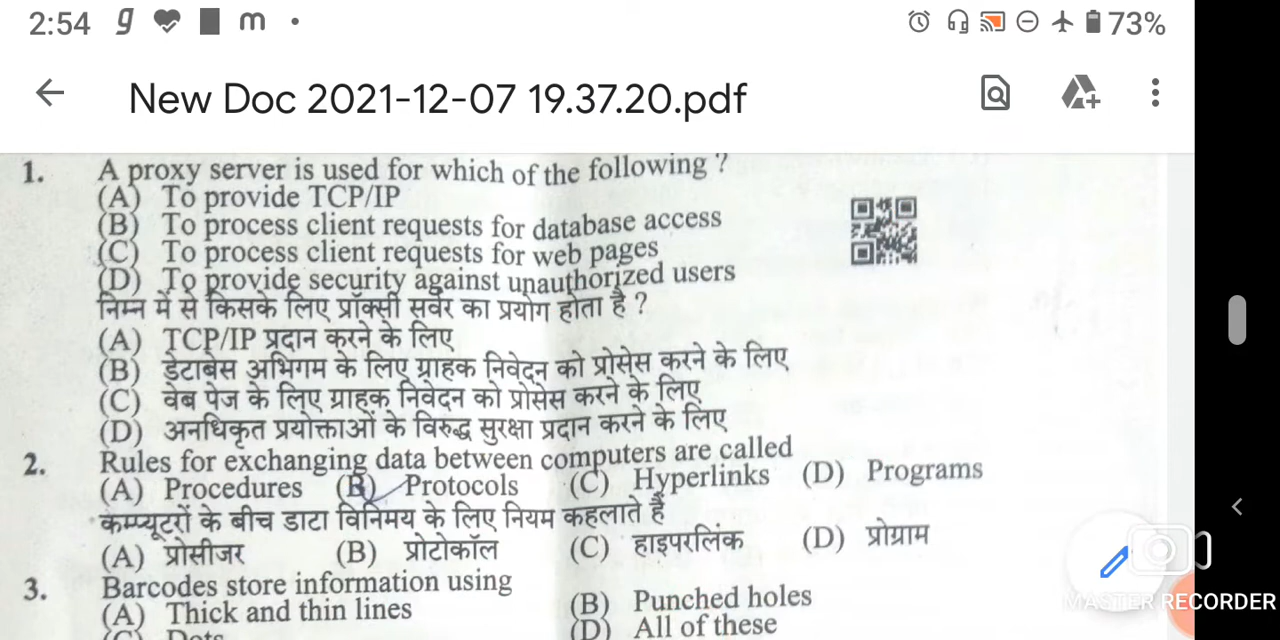 2:54 g m 73%
New Doc 2021-12-07 19.37.20.pdf
1. A proxy server is used for which of the following ?
(A) To provide TCP/IP
(B) To process client requests for database access
(C) To process client requests for web pages
(D) To provide security against unauthorized users
निम्न में से किसके लिए प्रॉक्सी सर्वर का प्रयोग होता है ?
(A) TCP/IP प्रदान करने के लिए
(B) डेटाबेस अभिगम के लिए ग्राहक निवेदन को प्रोसेस करने के लिए
(C) वेब पेज के लिए ग्राहक निवेदन को प्रोसेस करने के लिए
(D) अनधिकृत प्रयोक्ताओं के विरुद्ध सुरक्षा प्रदान करने के लिए
2. Rules for exchanging data between computers are called
(A) Procedures (B) Protocols (C) Hyperlinks (D) Programs
कम्प्यूटरों के बीच डाटा विनिमय के लिए नियम कहलाते हैं
(A) प्रोसीजर (B) प्रोटोकॉल (C) हाइपरलिंक (D) प्रोग्राम
3. Barcodes store information using
(A) Thick and thin lines (B) Punched holes
(C) Dots (D) All of these
MASTER RECORDER